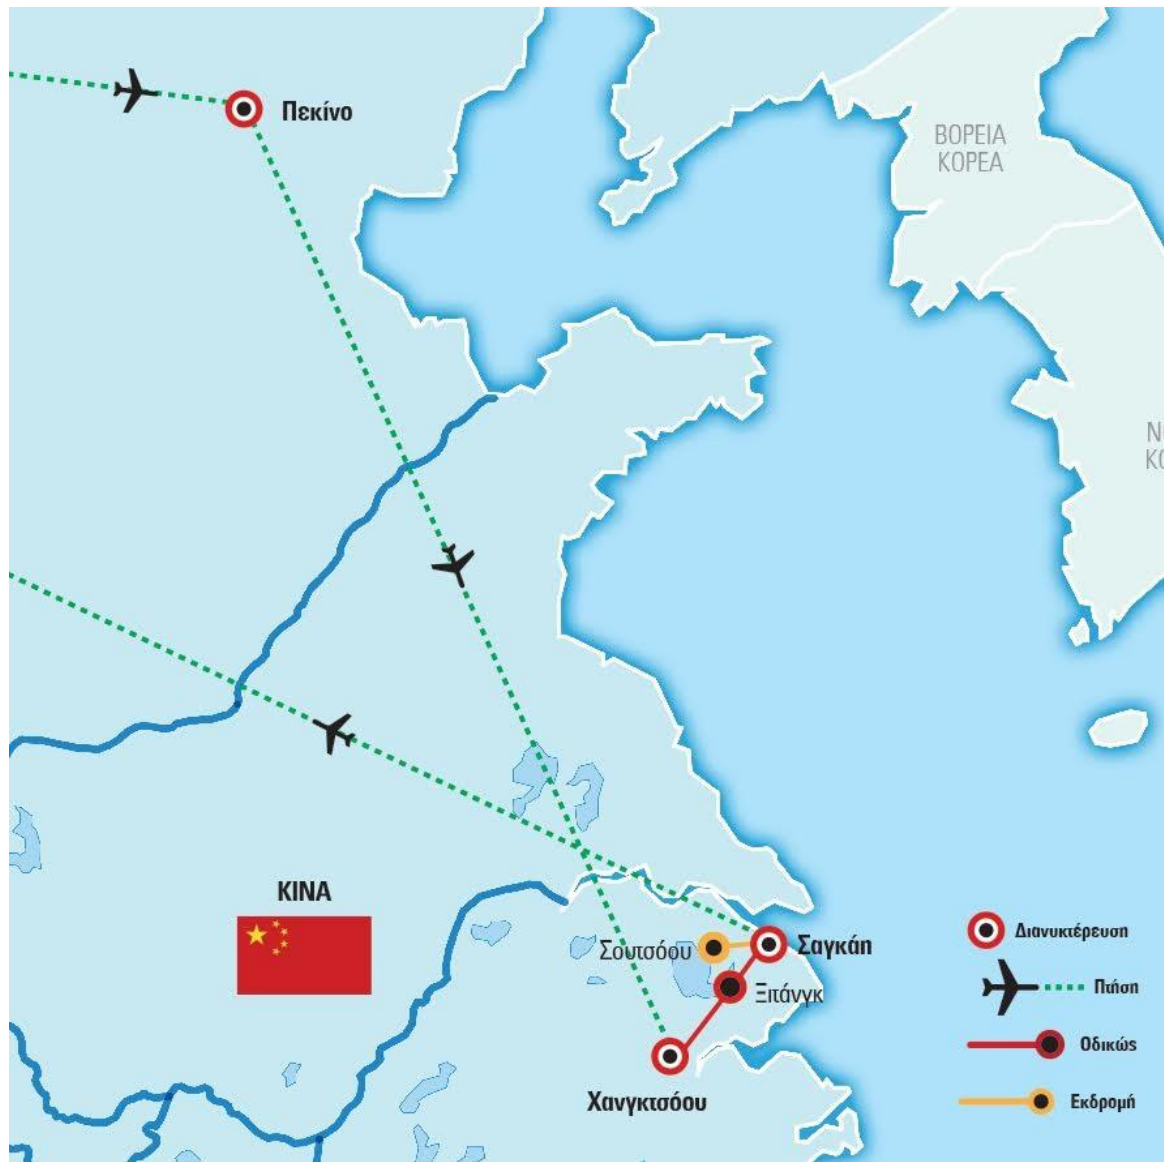 Πεκίνο
ΒΟΡΕΙΑ
ΚΟΡΕΑ
ΚΙΝΑ
Σουτσόου
Σαγκάη
Ξιτάνγκ
Χανγκτσόου
Διανυκτέρευση
Πτήση
Οδικώς
Εκδρομή